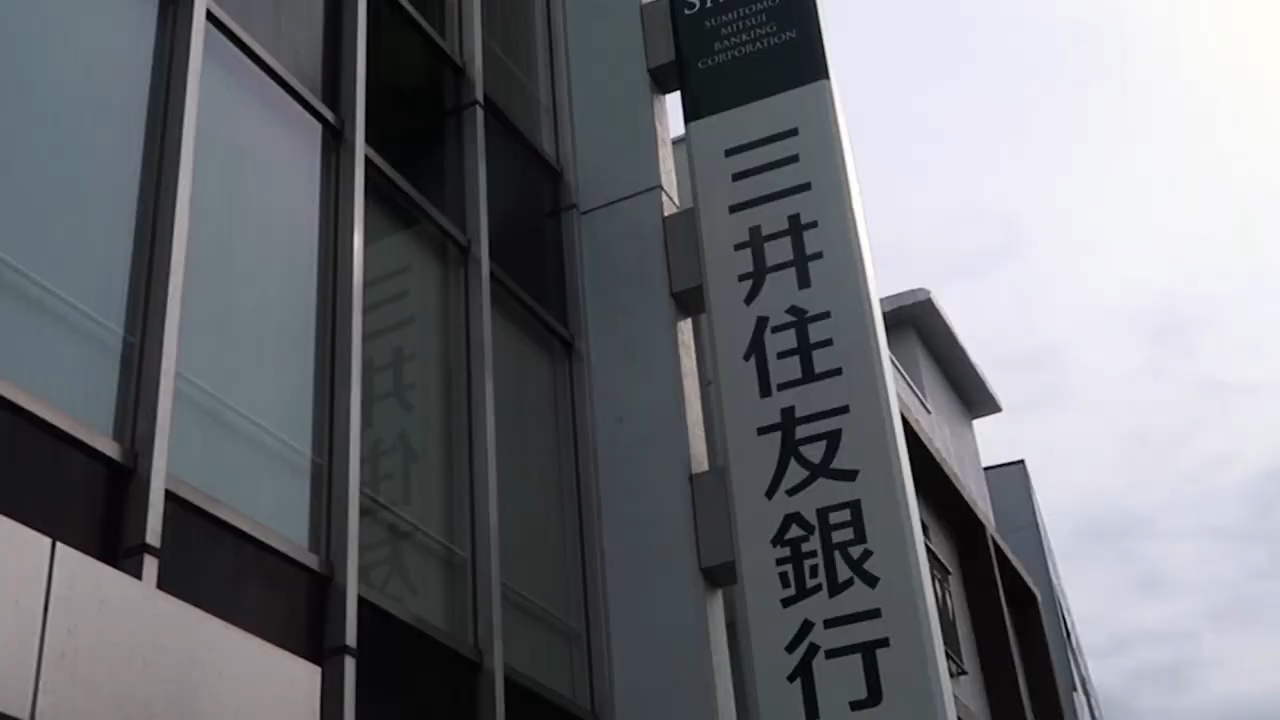 SUMITOMO
MITSUI
BANKING
CORPORATION
三井住友銀行